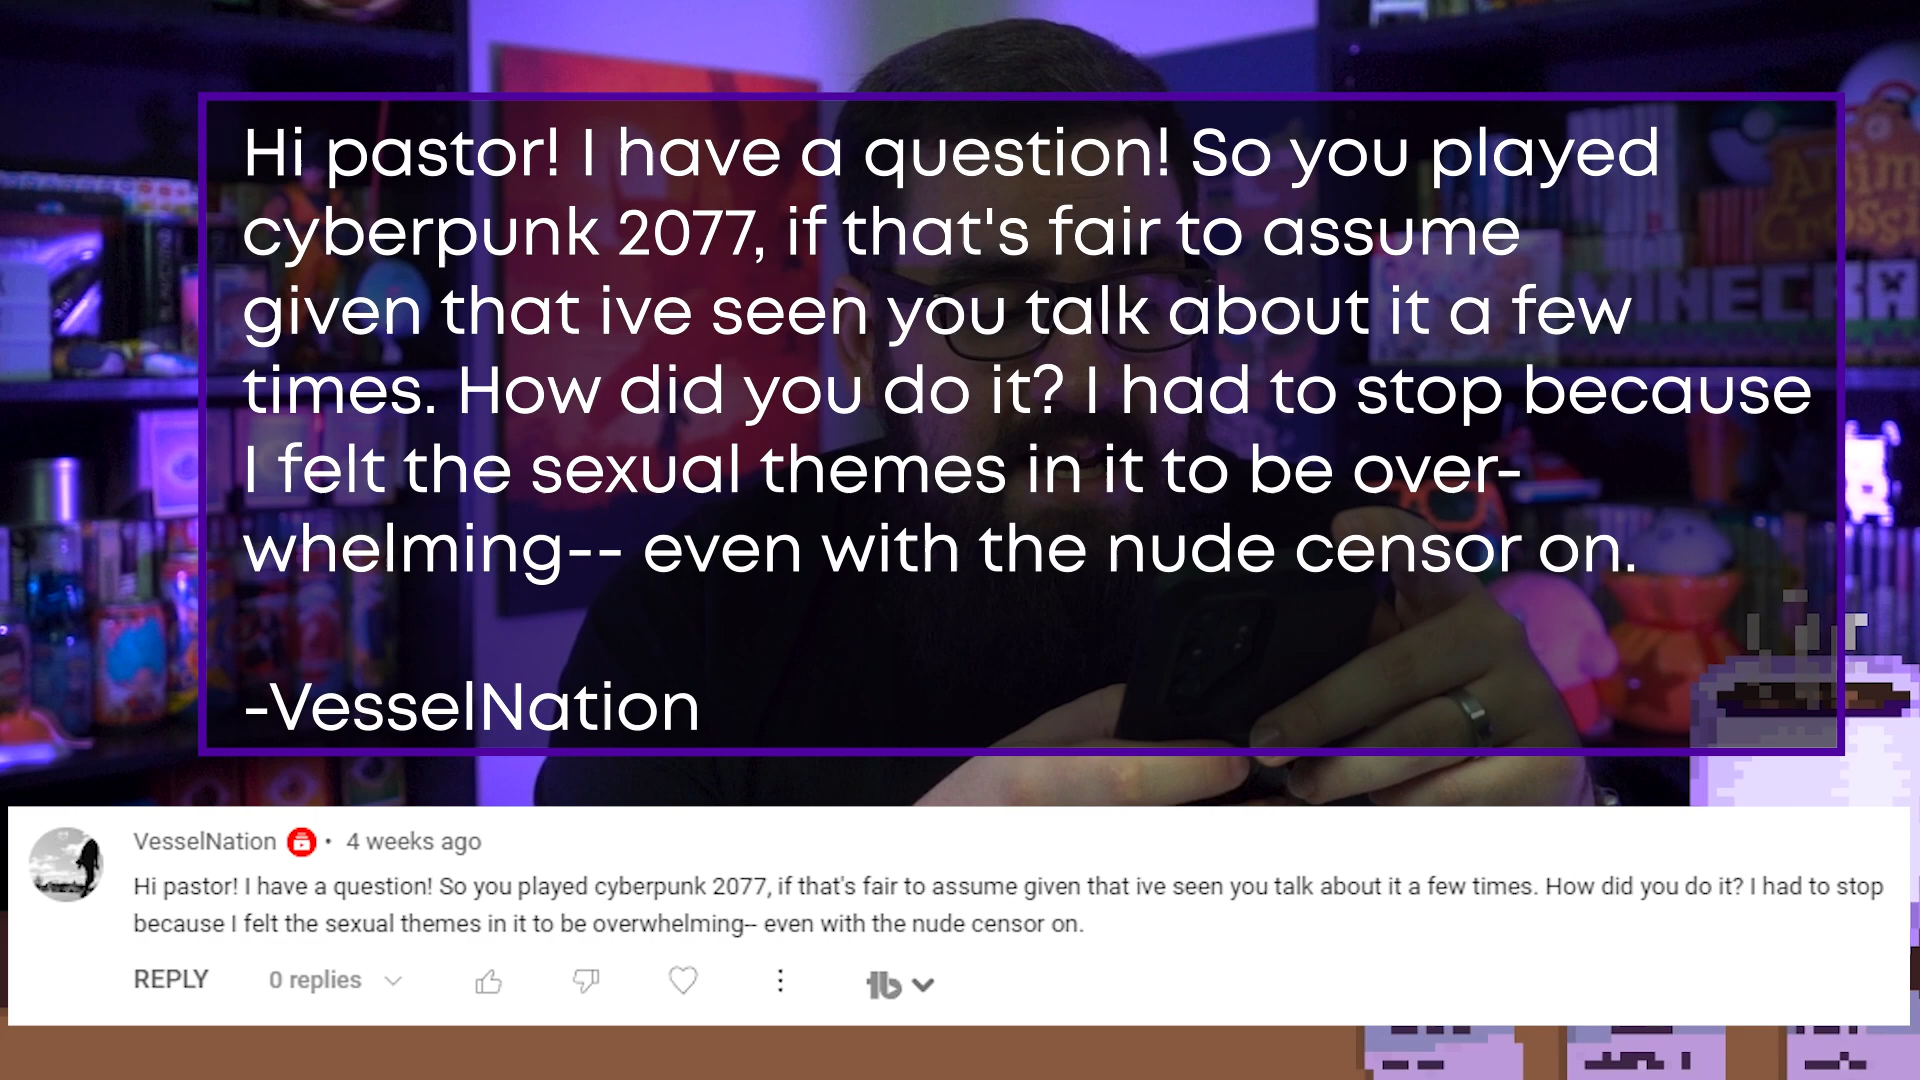 Hi pastor! I have a question! So you played
cyberpunk 2077, if that's fair to assume
given that ive seen you talk about it a few
times. How did you do it? I had to stop because
I felt the sexual themes in it to be over-
whelming-- even with the nude censor on.
-VesselNation
Anim
Crossi
MINECRA
VesselNation • 4 weeks ago
Hi pastor! I have a question! So you played cyberpunk 2077, if that's fair to assume given that ive seen you talk about it a few times. How did you do it? I had to stop
because I felt the sexual themes in it to be overwhelming-- even with the nude censor on.
REPLY 0 replies
tb